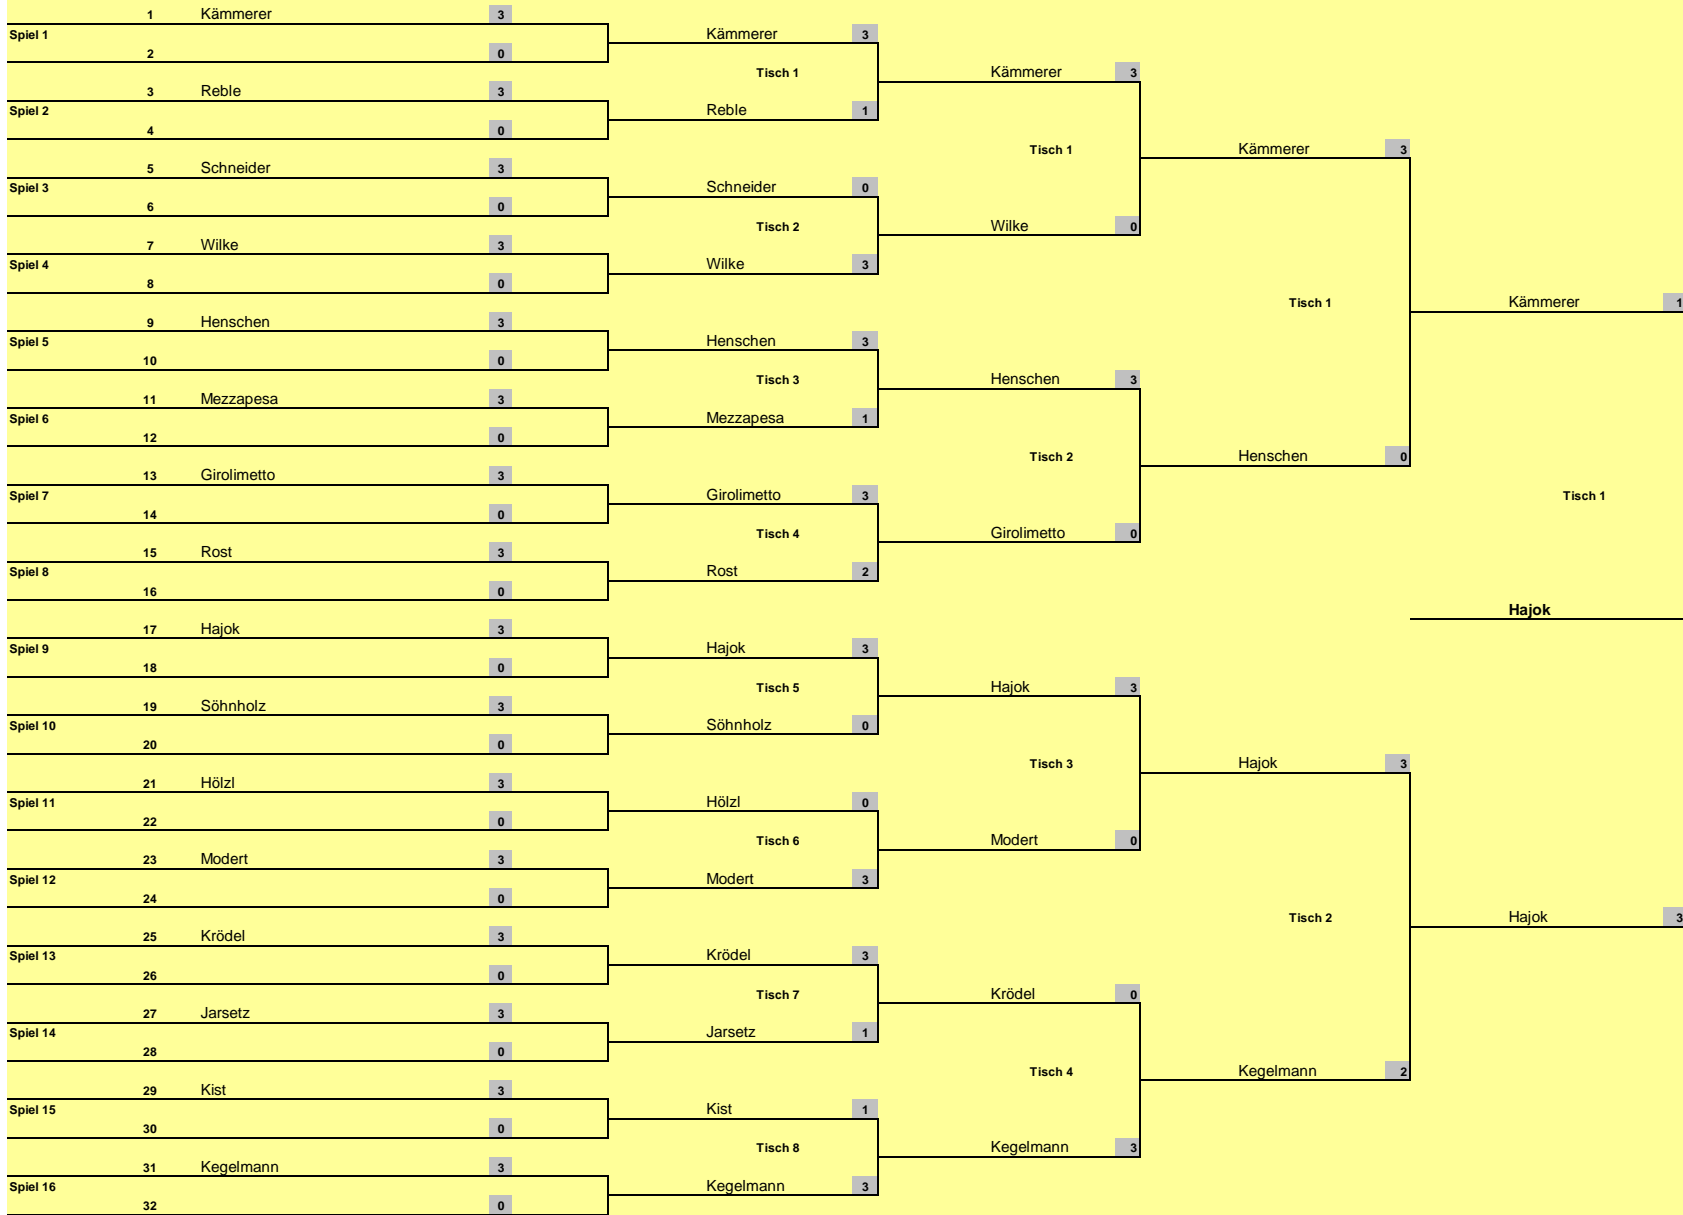 1 Kämmerer 3
Spiel 1 Kämmerer 3
2 0
Tisch 1 Kämmerer 3
3 Reble 3
Spiel 2 Reble 1
4 0
Tisch 1 Kämmerer 3
5 Schneider 3
Spiel 3 Schneider 0
6 0
Tisch 2 Wilke 0
7 Wilke 3
Spiel 4 Wilke 3
8 0
Tisch 1 Kämmerer 1
9 Henschen 3
Spiel 5 Henschen 3
10 0
Tisch 3 Henschen 3
11 Mezzapesa 3
Spiel 6 Mezzapesa 1
12 0
Tisch 2 Henschen 0
13 Girolimetto 3
Spiel 7 Girolimetto 3 Tisch 1
14 0
Tisch 4 Girolimetto 0
15 Rost 3
Spiel 8 Rost 2
16 0
Hajok
17 Hajok 3
Spiel 9 Hajok 3
18 0
Tisch 5 Hajok 3
19 Söhnholz 3
Spiel 10 Söhnholz 0
20 0
Tisch 3 Hajok 3
21 Hölzl 3
Spiel 11 Hölzl 0
22 0
Tisch 6 Modert 0
23 Modert 3
Spiel 12 Modert 3
24 0
Tisch 2 Hajok 3
25 Krödel 3
Spiel 13 Krödel 3
26 0
Tisch 7 Krödel 0
27 Jarsetz 3
Spiel 14 Jarsetz 1
28 0
Tisch 4 Kegelmann 2
29 Kist 3
Spiel 15 Kist 1
30 0
Tisch 8 Kegelmann 3
31 Kegelmann 3
Spiel 16 Kegelmann 3
32 0